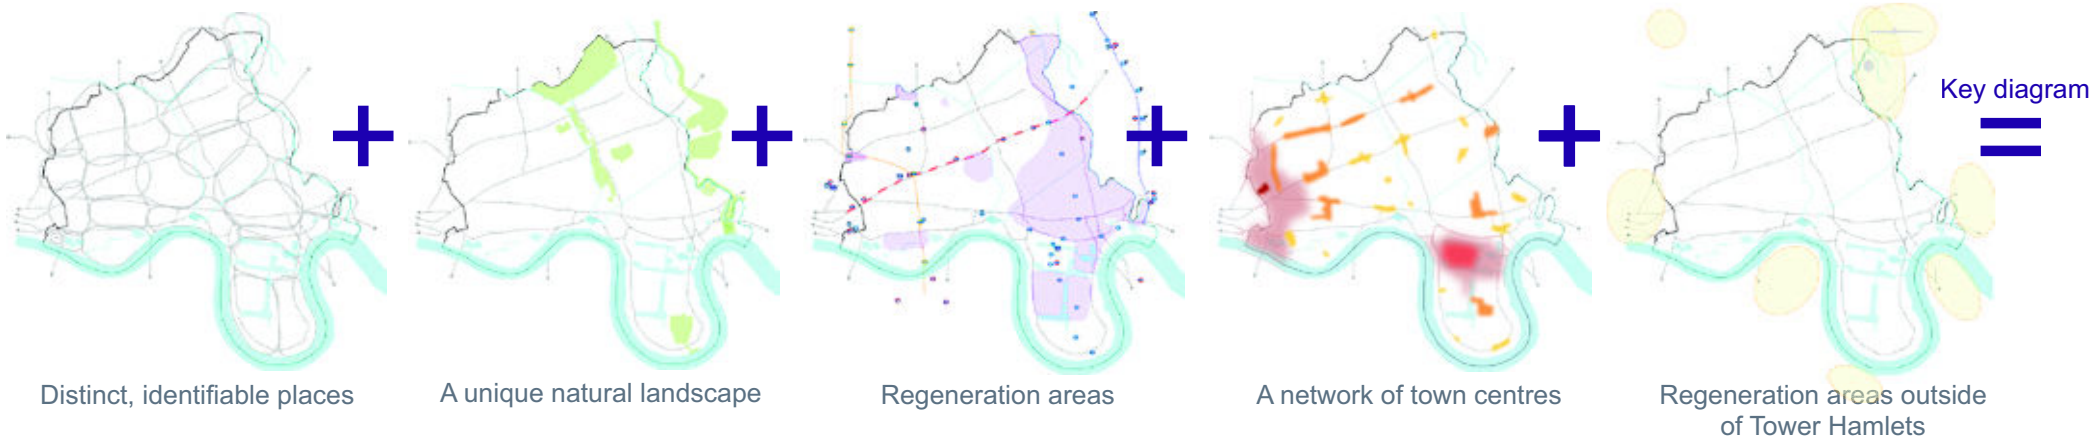 Key diagram
Distinct, identifiable places
A unique natural landscape
Regeneration areas
A network of town centres
Regeneration areas outside
of Tower Hamlets